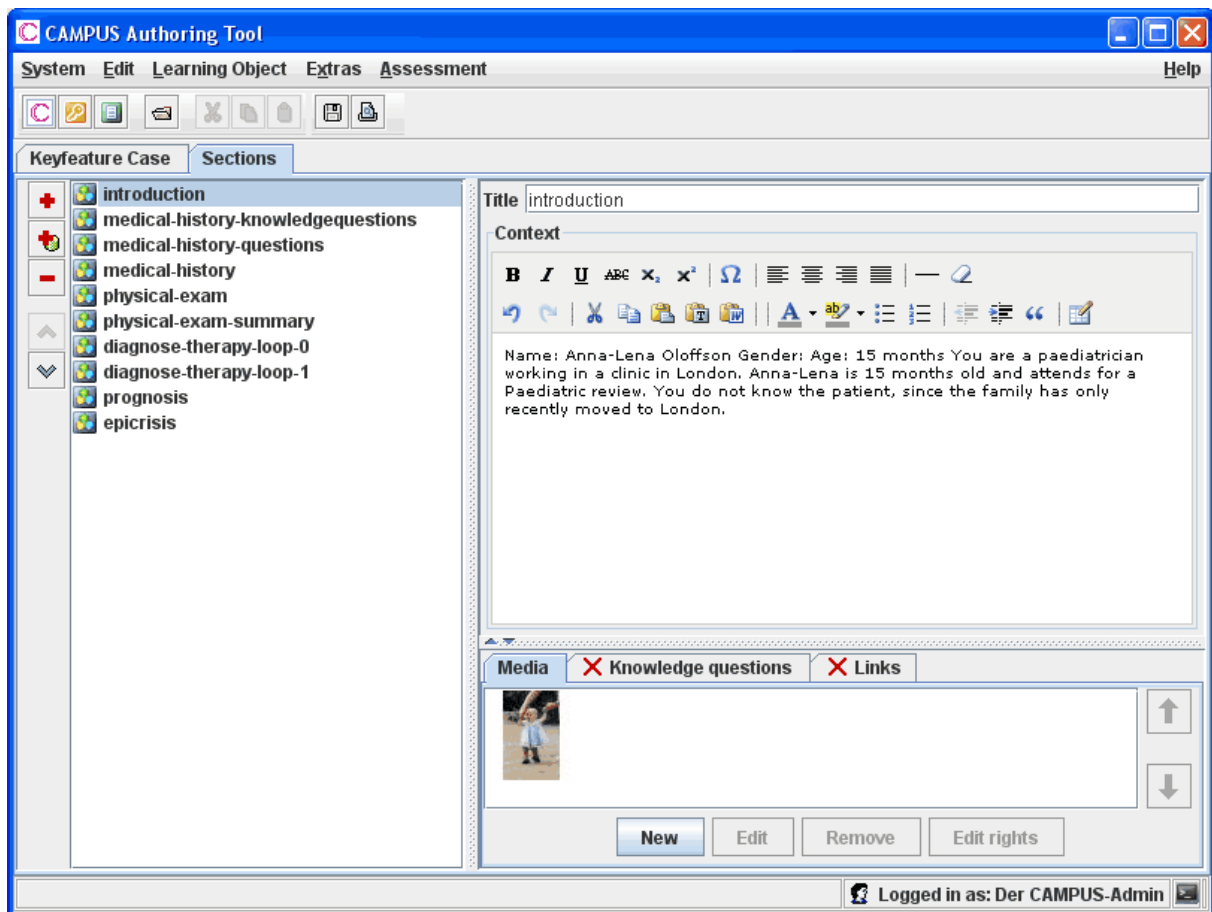 CAMPUS Authoring Tool
System Edit Learning Object Extras Assessment Help
Keyfeature Case Sections
introduction
medical-history-knowledgequestions
medical-history-questions
medical-history
physical-exam
physical-exam-summary
diagnose-therapy-loop-0
diagnose-therapy-loop-1
prognosis
epicrisis
Title introduction
Context
B I U ABC x₂ x² Ω
A ab
Name: Anna-Lena Oloffson Gender: Age: 15 months You are a paediatrician
working in a clinic in London. Anna-Lena is 15 months old and attends for a
Paediatric review. You do not know the patient, since the family has only
recently moved to London.
Media Knowledge questions Links
New Edit Remove Edit rights
Logged in as: Der CAMPUS-Admin